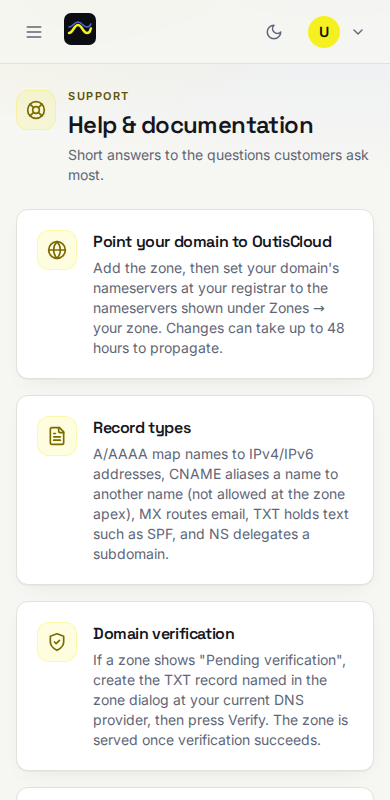 U
SUPPORT
Help & documentation
Short answers to the questions customers ask
most.
Point your domain to OutisCloud
Add the zone, then set your domain's
nameservers at your registrar to the
nameservers shown under Zones →
your zone. Changes can take up to 48
hours to propagate.
Record types
A/AAAA map names to IPv4/IPv6
addresses, CNAME aliases a name to
another name (not allowed at the zone
apex), MX routes email, TXT holds text
such as SPF, and NS delegates a
subdomain.
Domain verification
If a zone shows "Pending verification",
create the TXT record named in the
zone dialog at your current DNS
provider, then press Verify. The zone is
served once verification succeeds.